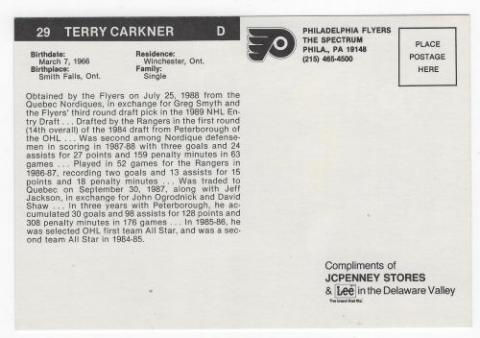 29 TERRY CARKNER D
Birthdate:
March 7, 1966
Birthplace:
Smith Falls, Ont.
Residence:
Winchester, Ont.
Family:
Single
Obtained by the Flyers on July 25, 1988 from the
Quebec Nordiques, in exchange for Greg Smyth and
the Flyers' third round draft pick in the 1989 NHL En-
try Draft . . . Drafted by the Rangers in the first round
(14th overall) of the 1984 draft from Peterborough of
the OHL . . . Was second among Nordique defense-
men in scoring in 1987-88 with three goals and 24
assists for 27 points and 159 penalty minutes in 63
games . . . Played in 52 games for the Rangers in
1986-87, recording two goals and 13 assists for 15
points and 18 penalty minutes . . . Was traded to
Quebec on September 30, 1987, along with Jeff
Jackson, in exchange for John Ogrodnick and David
Shaw . . . In three years with Peterborough, he ac-
cumulated 30 goals and 98 assists for 128 points and
308 penalty minutes in 176 games . . . In 1985-86, he
was selected OHL first team All Star, and was a sec-
ond team All Star in 1984-85.
PHILADELPHIA FLYERS
THE SPECTRUM
PHILA., PA 19148
(215) 465-4500
PLACE
POSTAGE
HERE
Compliments of
JCPENNEY STORES
& Lee in the Delaware Valley
The brand that fits.